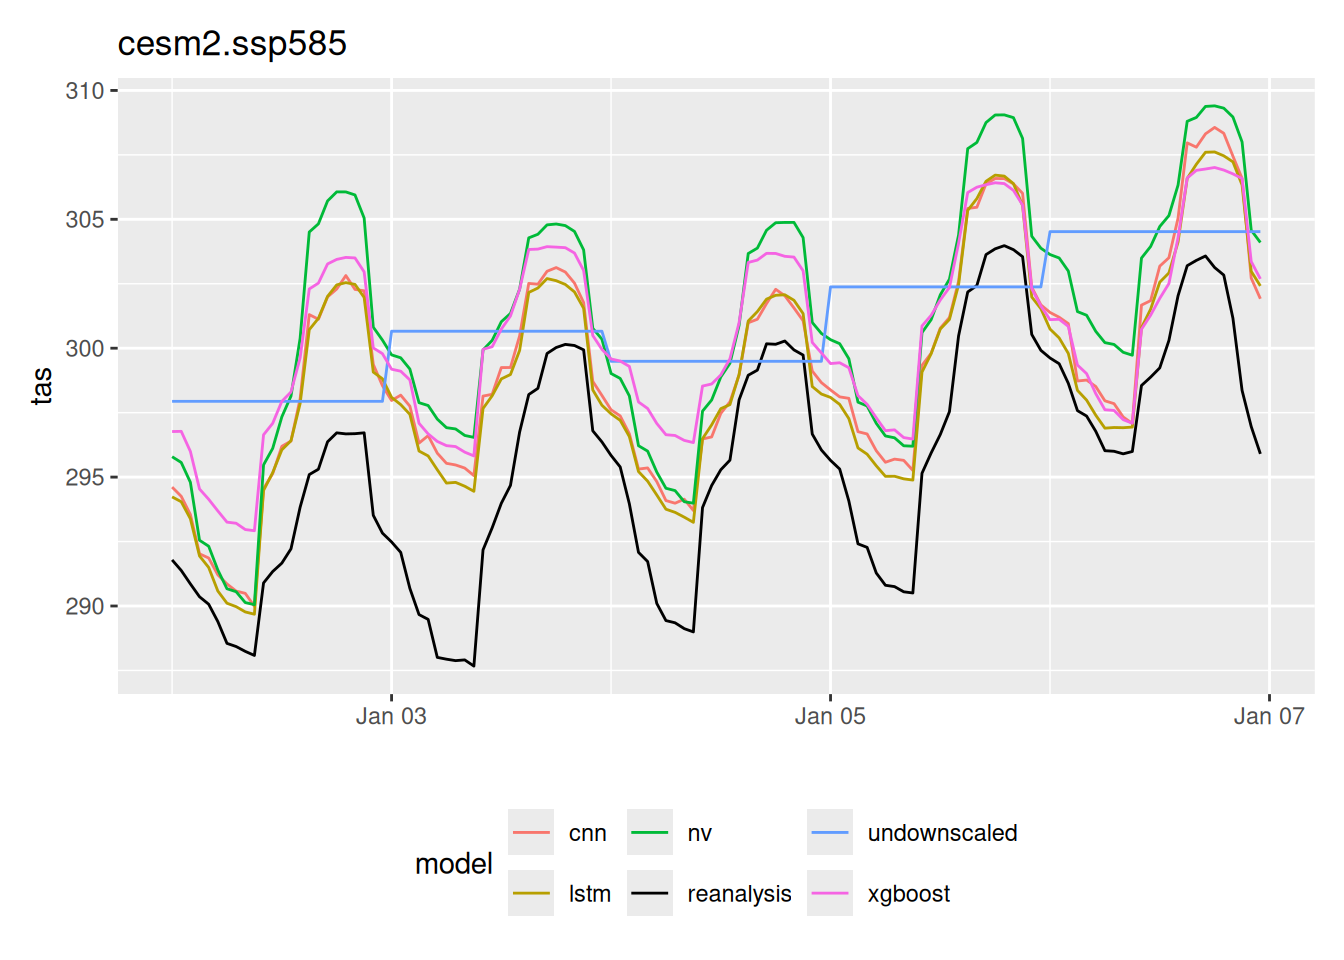 cesm2.ssp585
310
305
300
295
290
tas
Jan 03 Jan 05 Jan 07
model
cnn nv undownscaled
lstm reanalysis xgboost